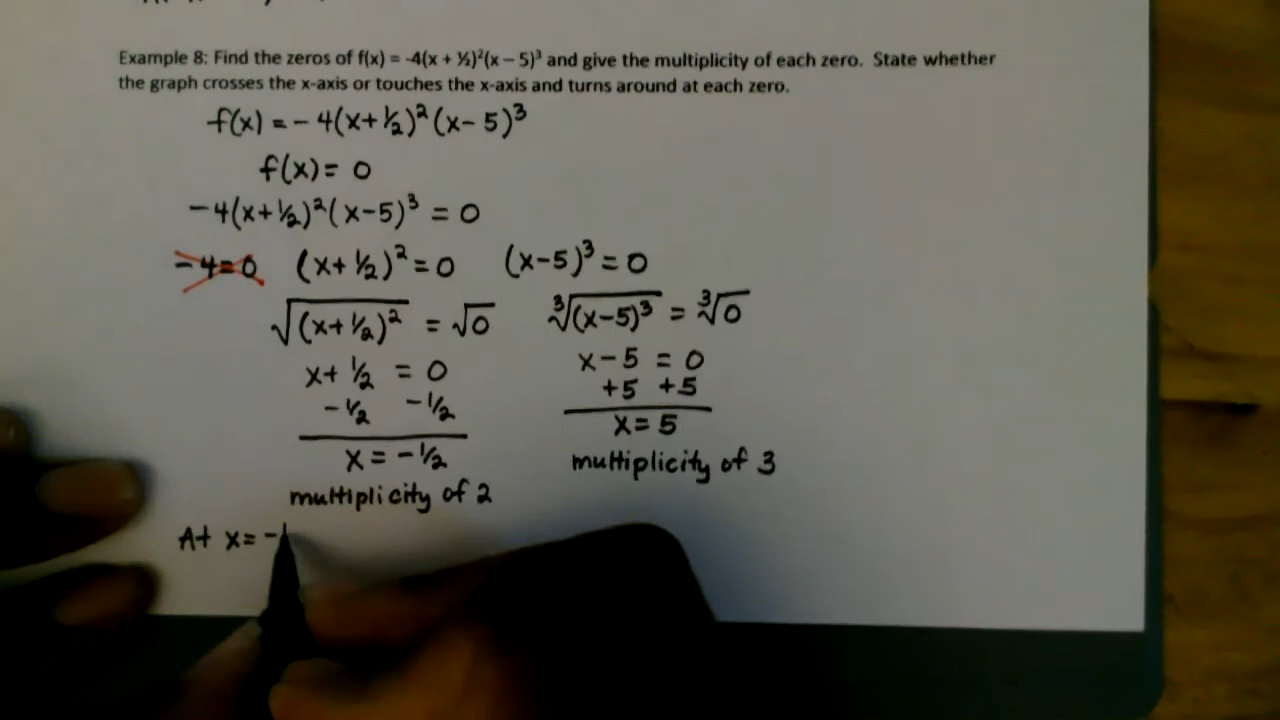 Example 8: Find the zeros of f(x) = -4(x + ½)²(x – 5)³ and give the multiplicity of each zero. State whether
the graph crosses the x-axis or touches the x-axis and turns around at each zero.
f(x) = - 4(x+1/2)²(x-5)³
f(x) = 0
-4(x+1/2)²(x-5)³ = 0
-4=0 (x+1/2)²=0 (x-5)³=0
√(x+1/2)² = √0 ∛(x-5)³ = ∛0
x+1/2 = 0 x-5 = 0
-1/2 -1/2 +5 +5
x = -1/2 x = 5
multiplicity of 2 multiplicity of 3
At x = -